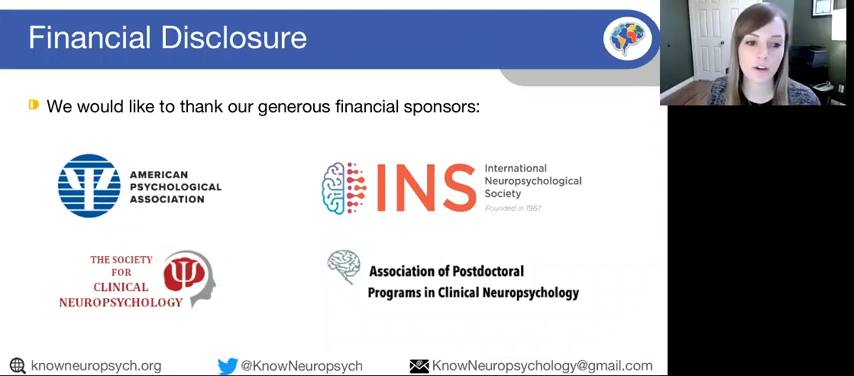 Financial Disclosure
We would like to thank our generous financial sponsors:
AMERICAN
PSYCHOLOGICAL
ASSOCIATION
INS
International
Neuropsychological
Society
Founded in 1967
THE SOCIETY
FOR
CLINICAL
NEUROPSYCHOLOGY
Association of Postdoctoral
Programs in Clinical Neuropsychology
knowneuropsych.org
@KnowNeuropsych
KnowNeuropsychology@gmail.com